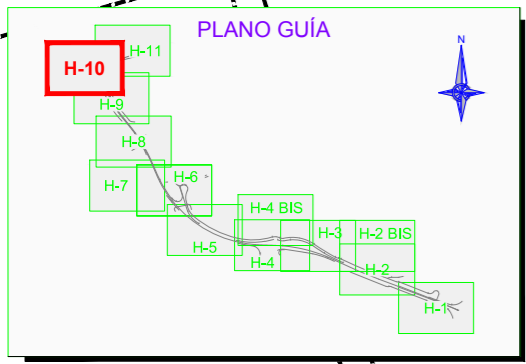 PLANO GUÍA
N
H-11
H-10
H-9
H-8
H-7
H-6
H-5
H-4 BIS
H-4
H-3
H-2 BIS
H-2
H-1